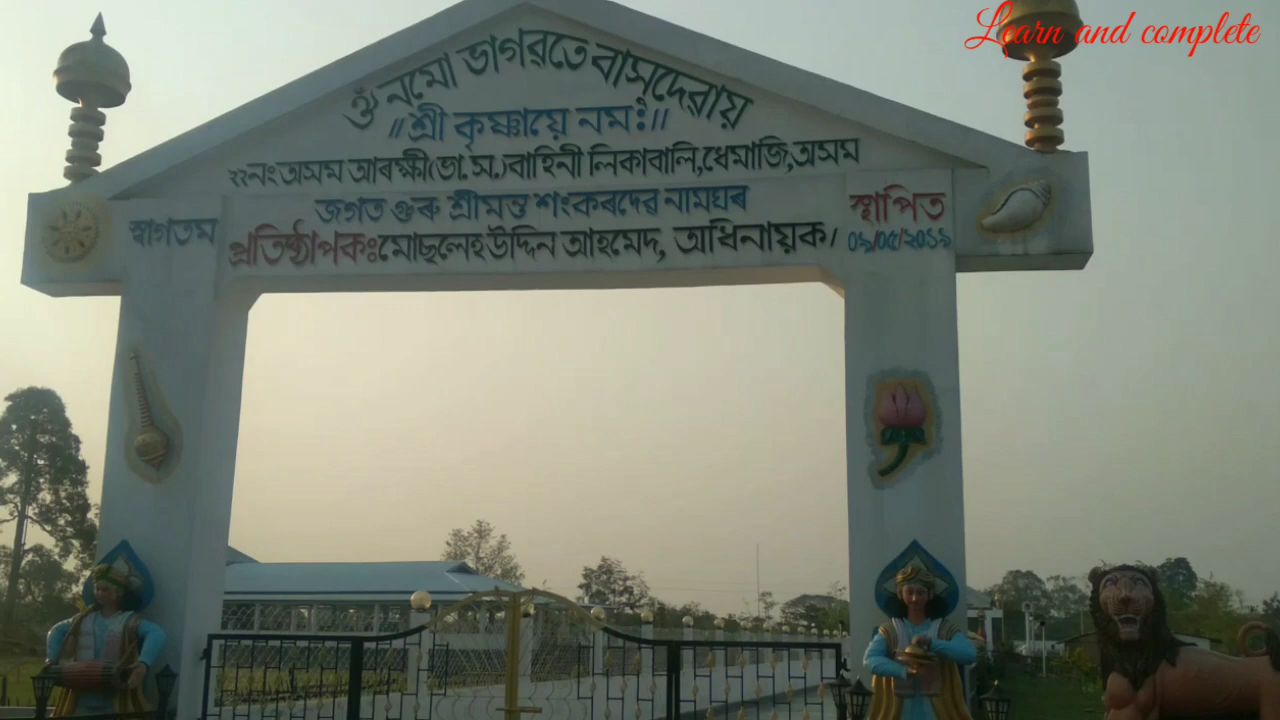 Learn and complete
ওঁ নমো ভাগৱতে বাসুদেৱায়
॥শ্ৰী কৃষ্ণায়ে নমঃ॥
২২নং অসম আৰক্ষী(ভা.স.)বাহিনী লিকাবালি,ধেমাজি,অসম
জগত গুৰু শ্ৰীমন্ত শংকৰদেৱ নামঘৰ
স্বাগতম
প্ৰতিষ্ঠাপকঃমোছলেহ উদ্দিন আহমেদ, অধিনায়ক।
স্থাপিত
০৯/০৫/২০১৯